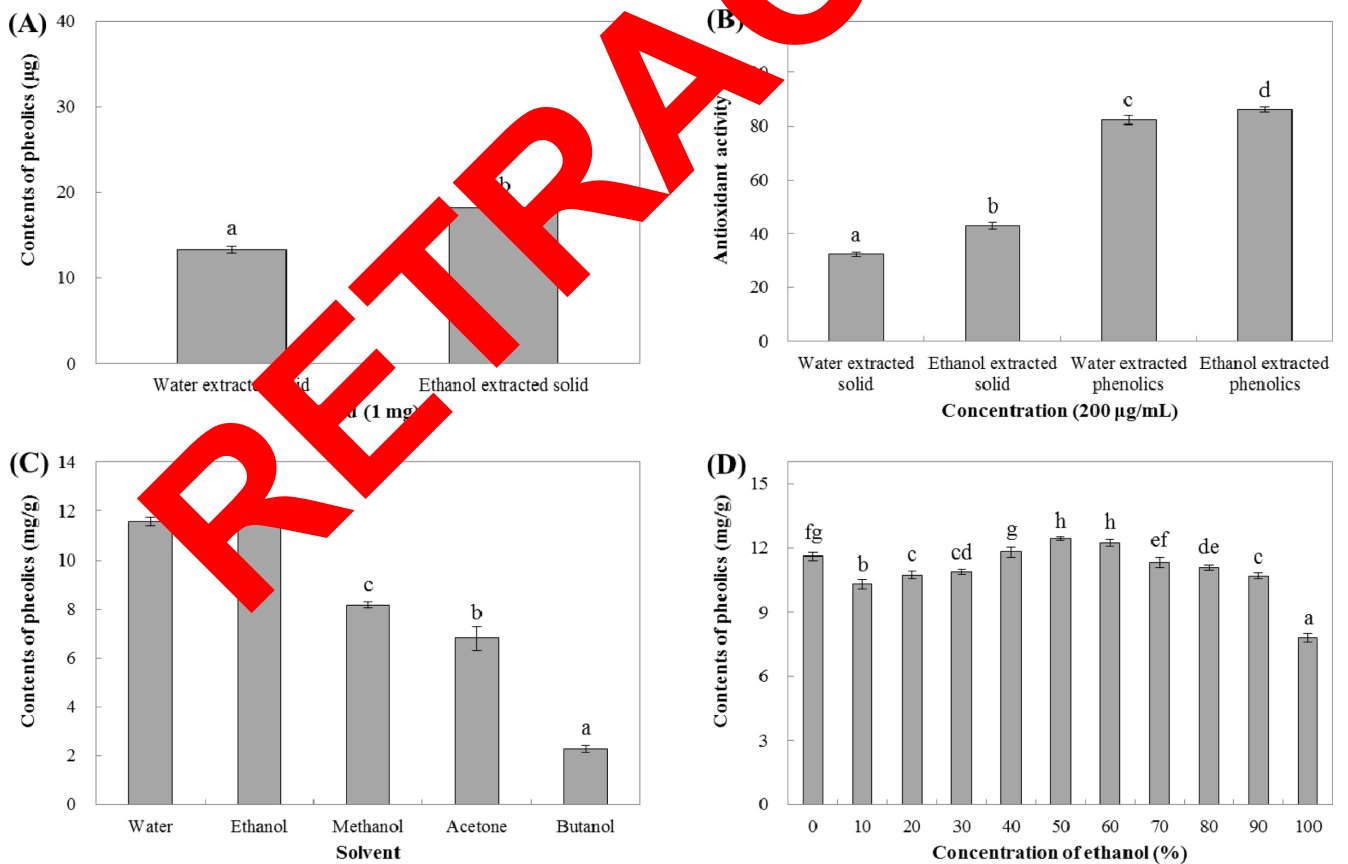 (A)
40
30
20
10
0
Contents of pheolics (µg)
a
b
Water
Ethanol extracted solid
(1 mg)
(B)
80
60
40
20
0
Antioxidant activity
a
b
c
d
Water extracted
solid
Ethanol extracted
solid
Water extracted
phenolics
Ethanol extracted
phenolics
Concentration (200 µg/mL)
(C)
14
12
10
8
6
4
2
0
Contents of pheolics (mg/g)
c
b
a
Water Ethanol Methanol Acetone Butanol
Solvent
(D)
15
12
9
6
3
0
Contents of pheolics (mg/g)
fg b c cd g h h ef de c a
0 10 20 30 40 50 60 70 80 90 100
Concentration of ethanol (%)
RETRAC